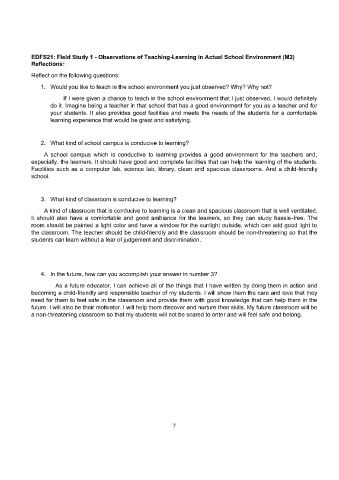 EDFS21: Field Study 1 - Observations of Teaching-Learning in Actual School Environment (M2)
Reflections:
Reflect on the following questions:
1. Would you like to teach in the school environment you just observed? Why? Why not?
If I were given a chance to teach in the school environment that I just observed, I would definitely
do it. Imagine being a teacher in that school that has a good environment for you as a teacher and for
your students. It also provides good facilities and meets the needs of the students for a comfortable
learning experience that would be great and satisfying.
2. What kind of school campus is conducive to learning?
A school campus which is conductive to learning provides a good environment for the teachers and,
especially, the learners. It should have good and complete facilities that can help the learning of the students.
Facilities such as a computer lab, science lab, library, clean and spacious classrooms. And a child-friendly
school.
3. What kind of classroom is conducive to learning?
A kind of classroom that is conducive to learning is a clean and spacious classroom that is well ventilated.
It should also have a comfortable and good ambiance for the learners, so they can study hassle-free. The
room should be painted a light color and have a window for the sunlight outside, which can add good light to
the classroom. The teacher should be child-friendly and the classroom should be non-threatening so that the
students can learn without a fear of judgement and discrimination.
4. In the future, how can you accomplish your answer in number 3?
As a future educator, I can achieve all of the things that I have written by doing them in action and
becoming a child-friendly and responsible teacher of my students. I will show them the care and love that they
need for them to feel safe in the classroom and provide them with good knowledge that can help them in the
future. I will also be their motivator. I will help them discover and nurture their skills. My future classroom will be
a non-threatening classroom so that my students will not be scared to enter and will feel safe and belong.
7